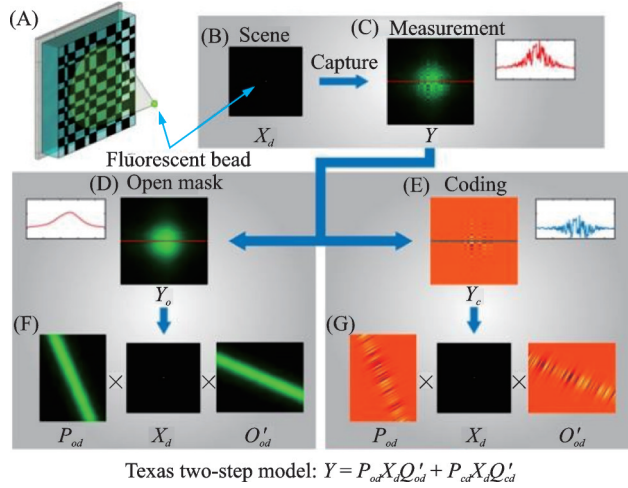 (A)
Fluorescent bead
(B) Scene
X_d
Capture
(C) Measurement
Y
(D) Open mask
Y_o
(E) Coding
Y_c
(F)
× ×
P_od X_d O'_od
(G)
× ×
P_od X_d O'_od
Texas two-step model: Y = P_od X_d Q'_od + P_cd X_d Q'_cd